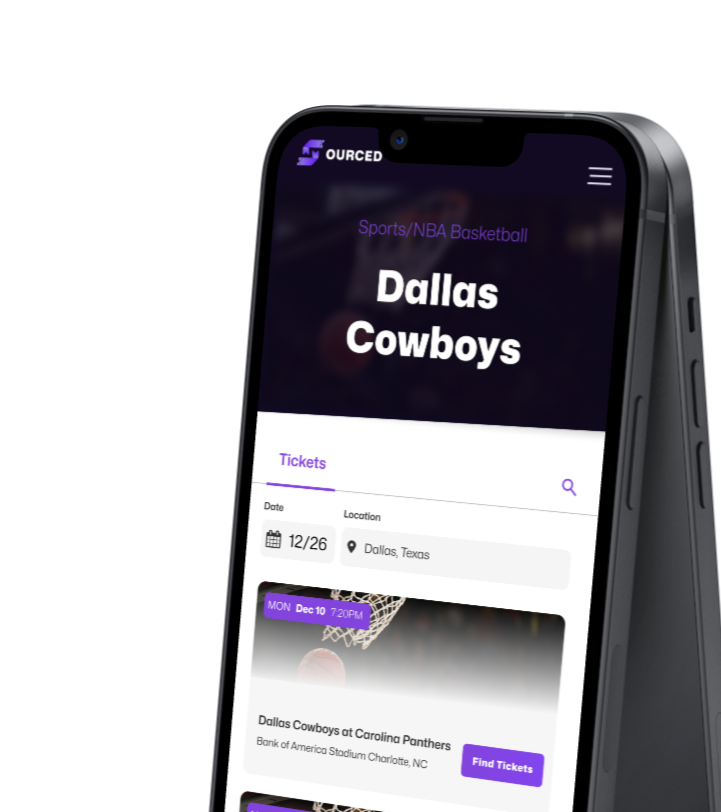 OURCED
Sports/NBA Basketball
Dallas
Cowboys
Tickets
Date
Location
12/26
Dallas, Texas
MON Dec 10 7:20PM
Dallas Cowboys at Carolina Panthers
Bank of America Stadium Charlotte, NC
Find Tickets